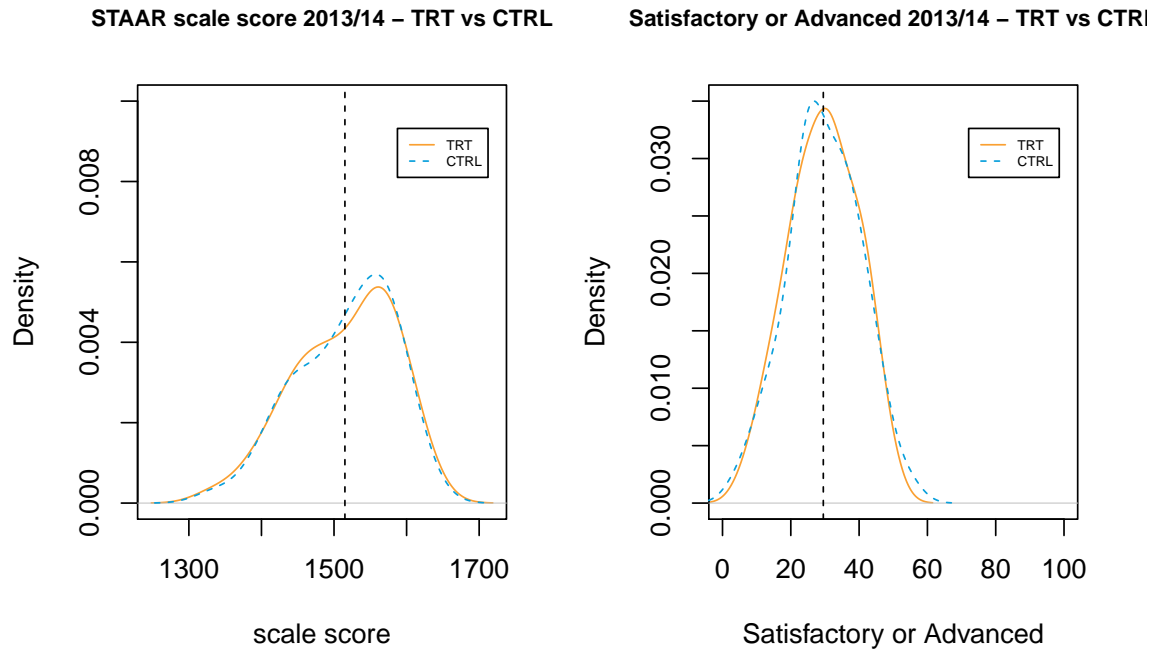 STAAR scale score 2013/14 – TRT vs CTRL
Density
0.000 0.004 0.008
TRT
CTRL
1300 1500 1700
scale score
Satisfactory or Advanced 2013/14 – TRT vs CTRL
Density
0.000 0.010 0.020 0.030
TRT
CTRL
0 20 40 60 80 100
Satisfactory or Advanced